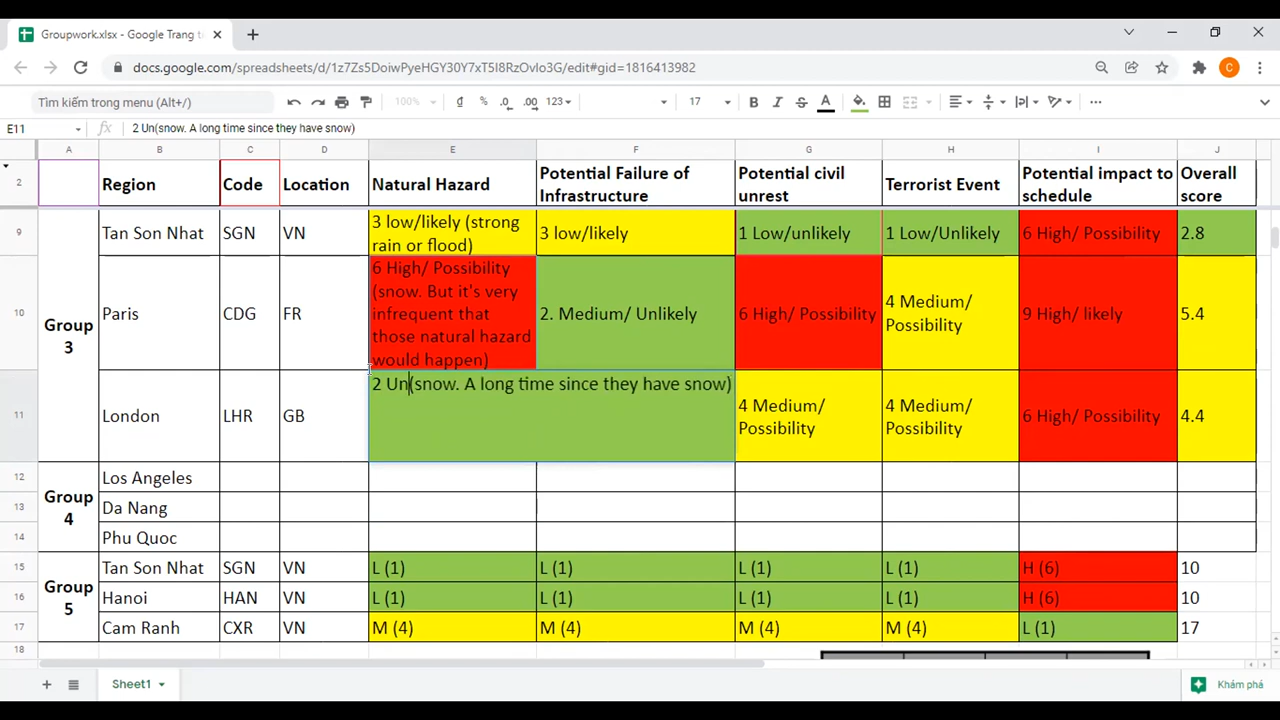 Groupwork.xlsx - Google Trang t
docs.google.com/spreadsheets/d/1z7Zs5DoiwPyeHGY30Y7xT5I8RzOvIo3G/edit#gid=1816413982
C
Tìm kiếm trong menu (Alt+/)
100%
₫ % .0 .00 123
17
B I S A
E11
fx
2 Un(snow. A long time since they have snow)
A B C D E F G H I J
2 Region Code Location Natural Hazard Potential Failure of Infrastructure Potential civil unrest Terrorist Event Potential impact to schedule Overall score
9 Tan Son Nhat SGN VN 3 low/likely (strong rain or flood) 3 low/likely 1 Low/unlikely 1 Low/Unlikely 6 High/ Possibility 2.8
Group 3
10 Paris CDG FR 6 High/ Possibility (snow. But it's very infrequent that those natural hazard would happen) 2. Medium/ Unlikely 6 High/ Possibility 4 Medium/ Possibility 9 High/ likely 5.4
11 London LHR GB 2 Un(snow. A long time since they have snow) 4 Medium/ Possibility 4 Medium/ Possibility 6 High/ Possibility 4.4
Group 4
12 Los Angeles
13 Da Nang
14 Phu Quoc
Group 5
15 Tan Son Nhat SGN VN L (1) L (1) L (1) L (1) H (6) 10
16 Hanoi HAN VN L (1) L (1) L (1) L (1) H (6) 10
17 Cam Ranh CXR VN M (4) M (4) M (4) M (4) L (1) 17
18
Sheet1
Khám phá